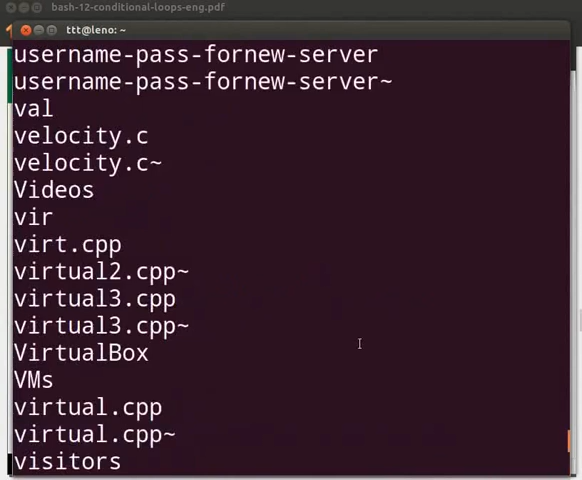 bash-12-conditional-loops-eng.pdf
ttt@leno: ~
username-pass-fornew-server
username-pass-fornew-server~
val
velocity.c
velocity.c~
Videos
vir
virt.cpp
virtual2.cpp~
virtual3.cpp
virtual3.cpp~
VirtualBox
VMs
virtual.cpp
virtual.cpp~
visitors